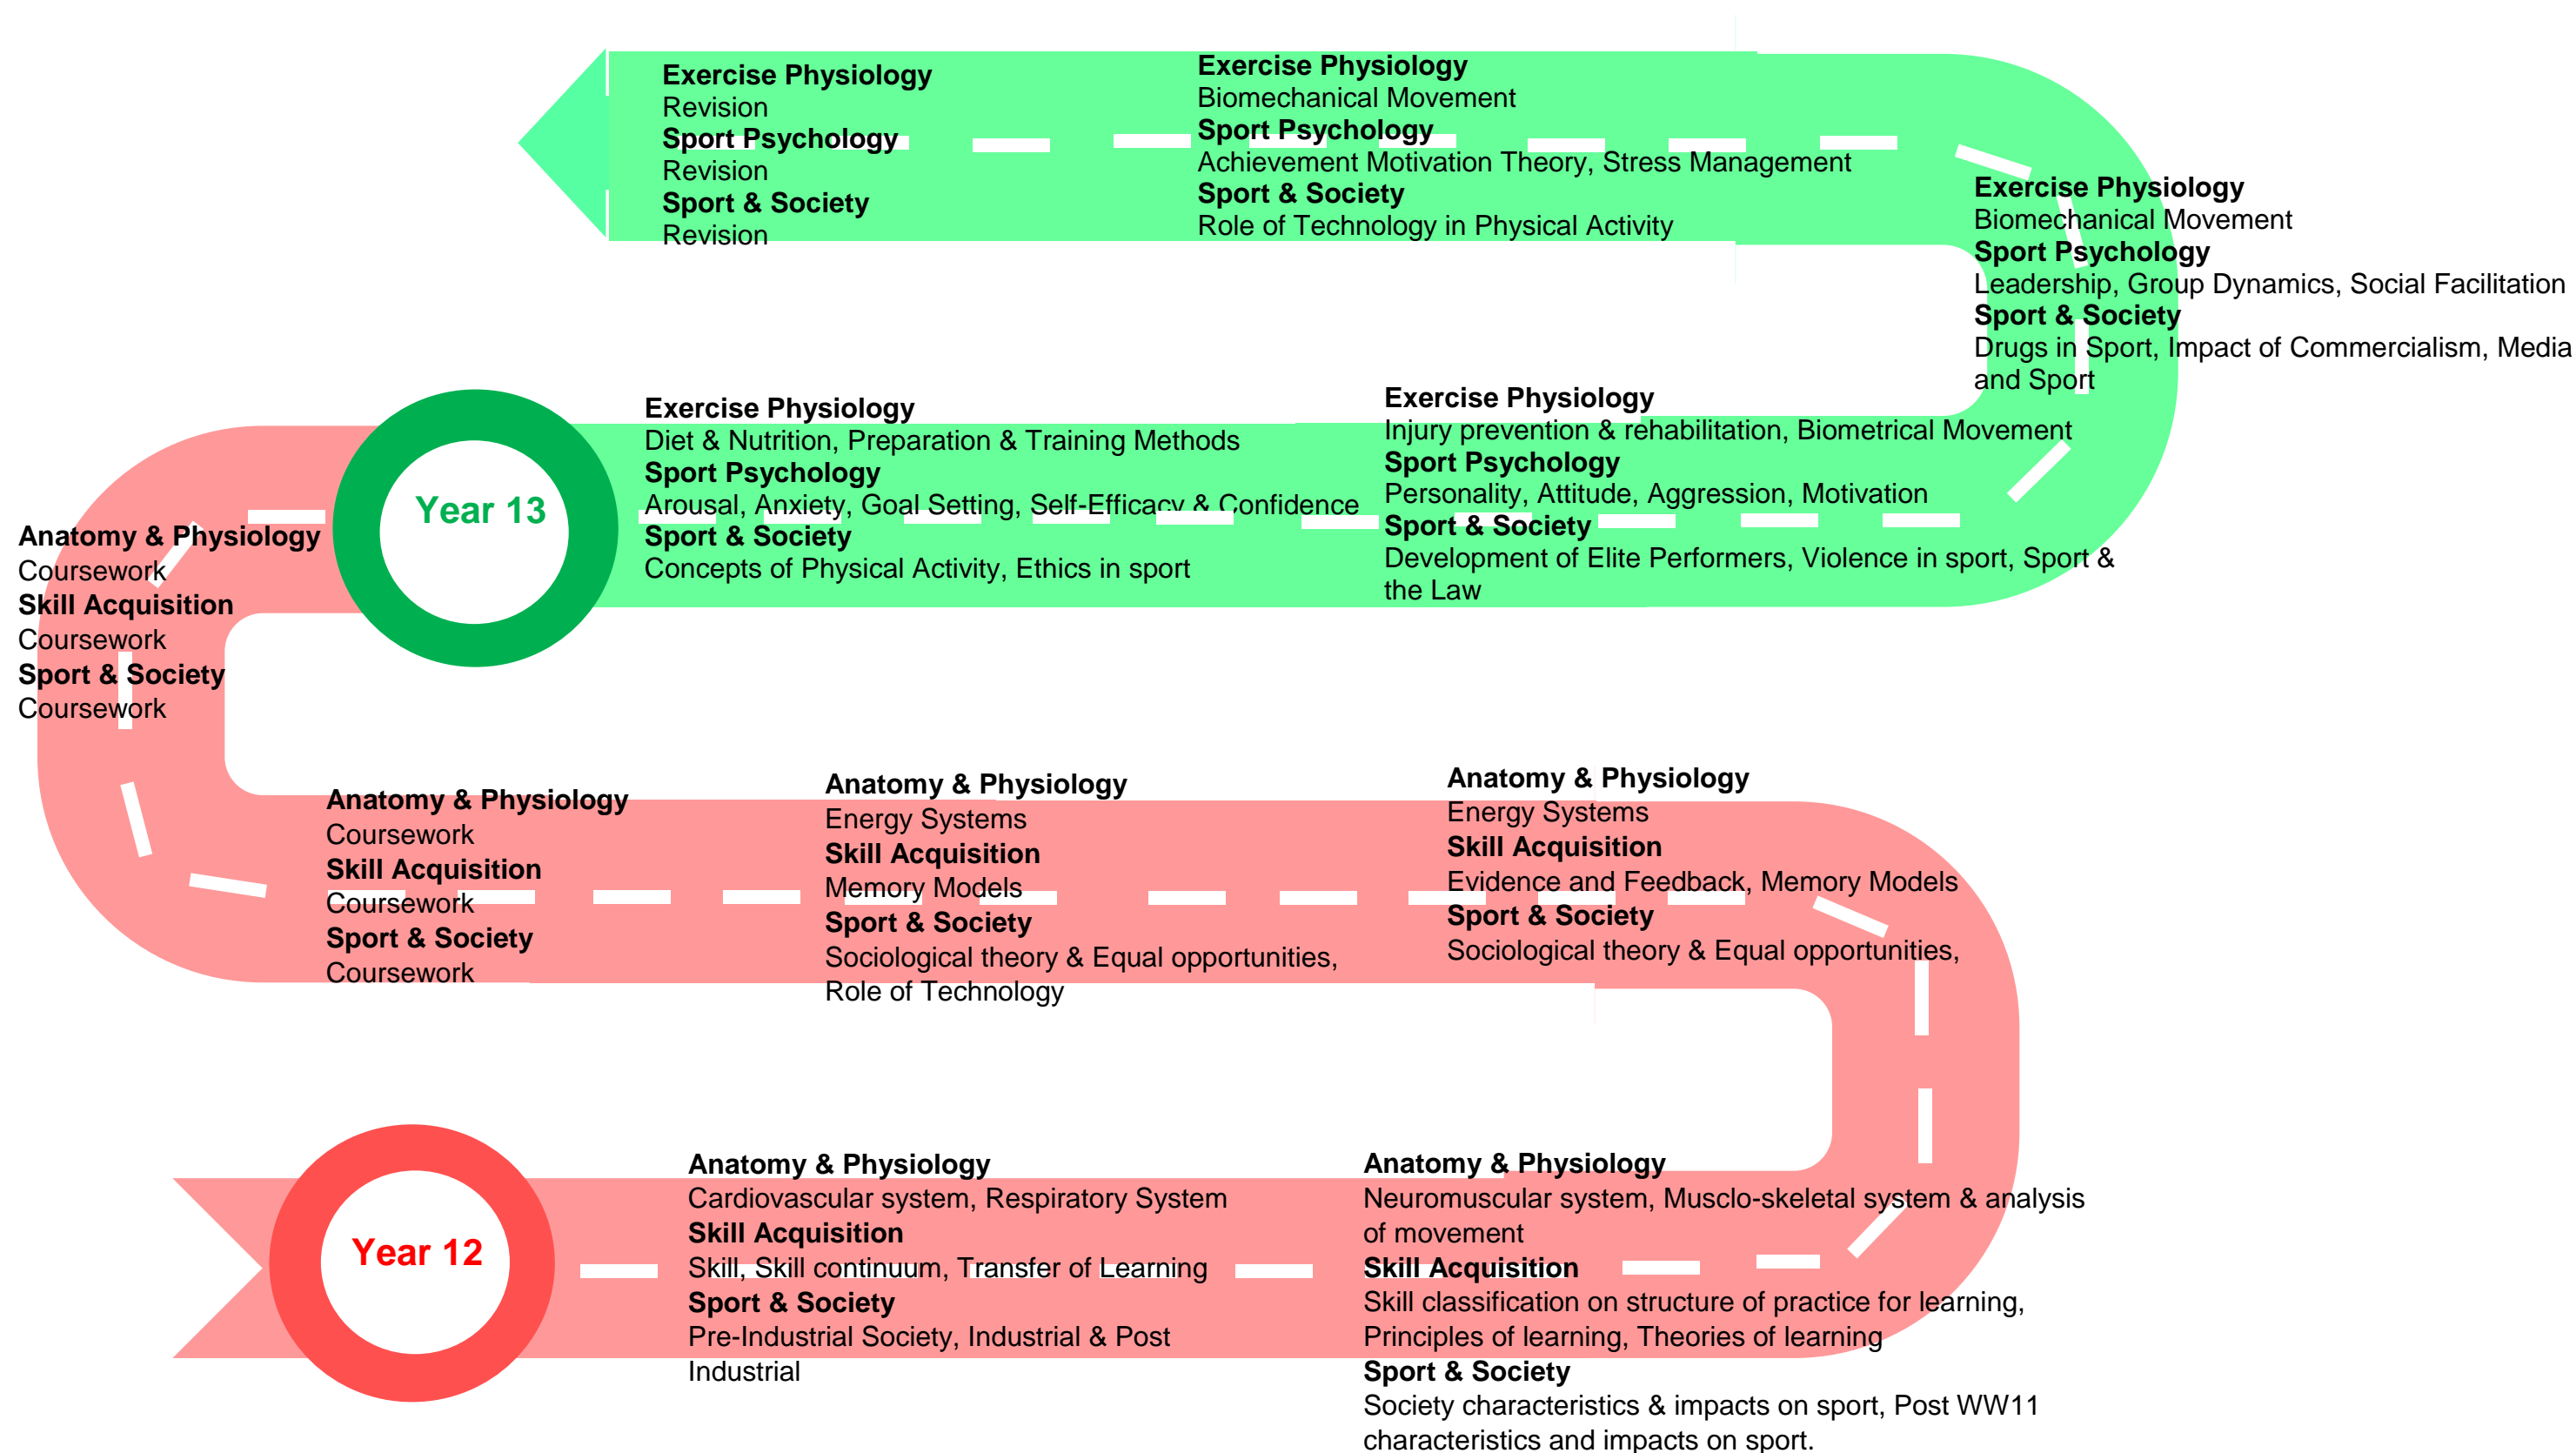 Exercise Physiology
Revision
Sport Psychology
Revision
Sport & Society
Revision
Exercise Physiology
Biomechanical Movement
Sport Psychology
Achievement Motivation Theory, Stress Management
Sport & Society
Role of Technology in Physical Activity
Exercise Physiology
Biomechanical Movement
Sport Psychology
Leadership, Group Dynamics, Social Facilitation
Sport & Society
Drugs in Sport, Impact of Commercialism, Media
and Sport
Year 13
Exercise Physiology
Diet & Nutrition, Preparation & Training Methods
Sport Psychology
Arousal, Anxiety, Goal Setting, Self-Efficacy & Confidence
Sport & Society
Concepts of Physical Activity, Ethics in sport
Exercise Physiology
Injury prevention & rehabilitation, Biometrical Movement
Sport Psychology
Personality, Attitude, Aggression, Motivation
Sport & Society
Development of Elite Performers, Violence in sport, Sport &
the Law
Anatomy & Physiology
Coursework
Skill Acquisition
Coursework
Sport & Society
Coursework
Anatomy & Physiology
Coursework
Skill Acquisition
Coursework
Sport & Society
Coursework
Anatomy & Physiology
Energy Systems
Skill Acquisition
Memory Models
Sport & Society
Sociological theory & Equal opportunities,
Role of Technology
Anatomy & Physiology
Energy Systems
Skill Acquisition
Evidence and Feedback, Memory Models
Sport & Society
Sociological theory & Equal opportunities,
Year 12
Anatomy & Physiology
Cardiovascular system, Respiratory System
Skill Acquisition
Skill, Skill continuum, Transfer of Learning
Sport & Society
Pre-Industrial Society, Industrial & Post
Industrial
Anatomy & Physiology
Neuromuscular system, Musclo-skeletal system & analysis
of movement
Skill Acquisition
Skill classification on structure of practice for learning,
Principles of learning, Theories of learning
Sport & Society
Society characteristics & impacts on sport, Post WW11
characteristics and impacts on sport.